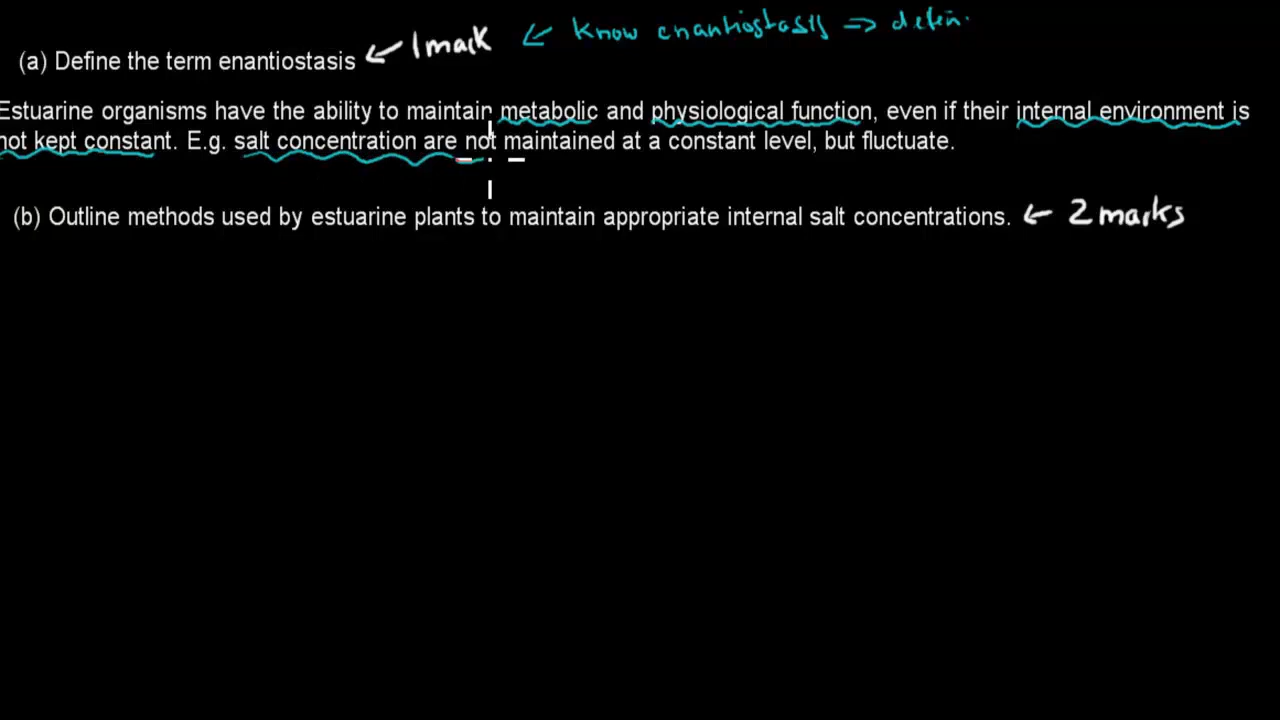 ← Know enantiostasis ⇒ defin.
(a) Define the term enantiostasis ← 1 mark
Estuarine organisms have the ability to maintain metabolic and physiological function, even if their internal environment is
not kept constant. E.g. salt concentration are not maintained at a constant level, but fluctuate.
(b) Outline methods used by estuarine plants to maintain appropriate internal salt concentrations. ← 2 marks